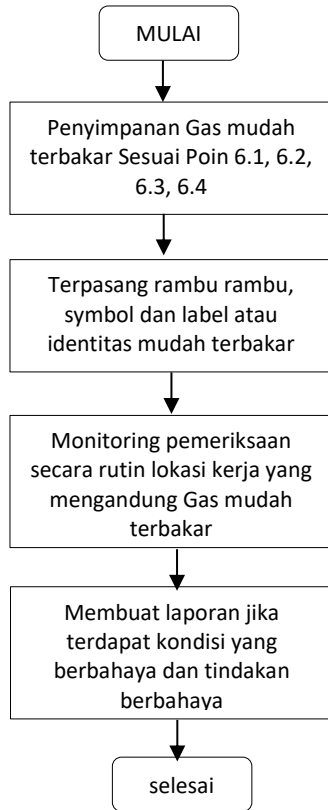 MULAI
Penyimpanan Gas mudah
terbakar Sesuai Poin 6.1, 6.2,
6.3, 6.4
Terpasang rambu rambu,
symbol dan label atau
identitas mudah terbakar
Monitoring pemeriksaan
secara rutin lokasi kerja yang
mengandung Gas mudah
terbakar
Membuat laporan jika
terdapat kondisi yang
berbahaya dan tindakan
berbahaya
selesai